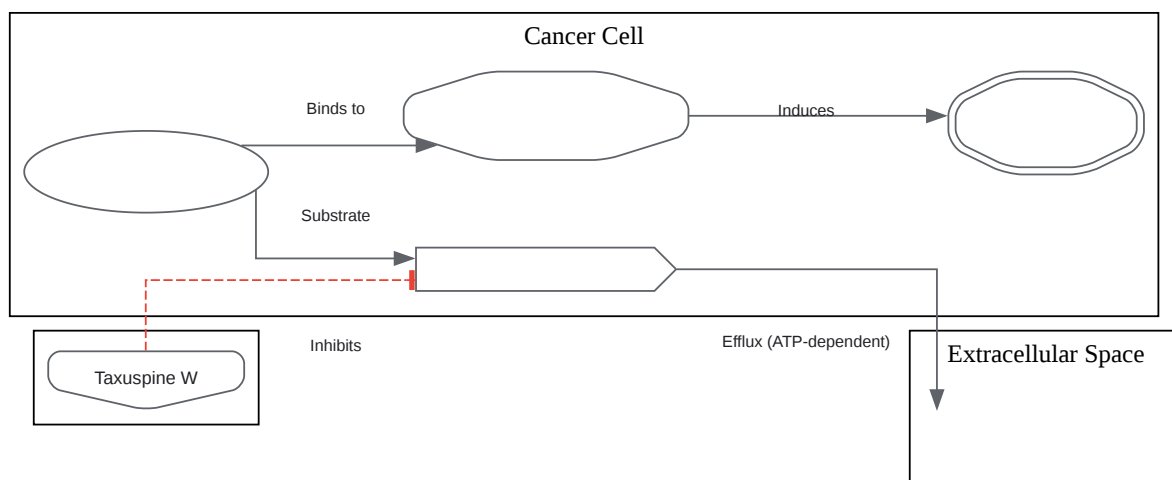 Cancer Cell
Binds to
Induces
Substrate
Inhibits
Efflux (ATP-dependent)
Extracellular Space
Taxuspine W